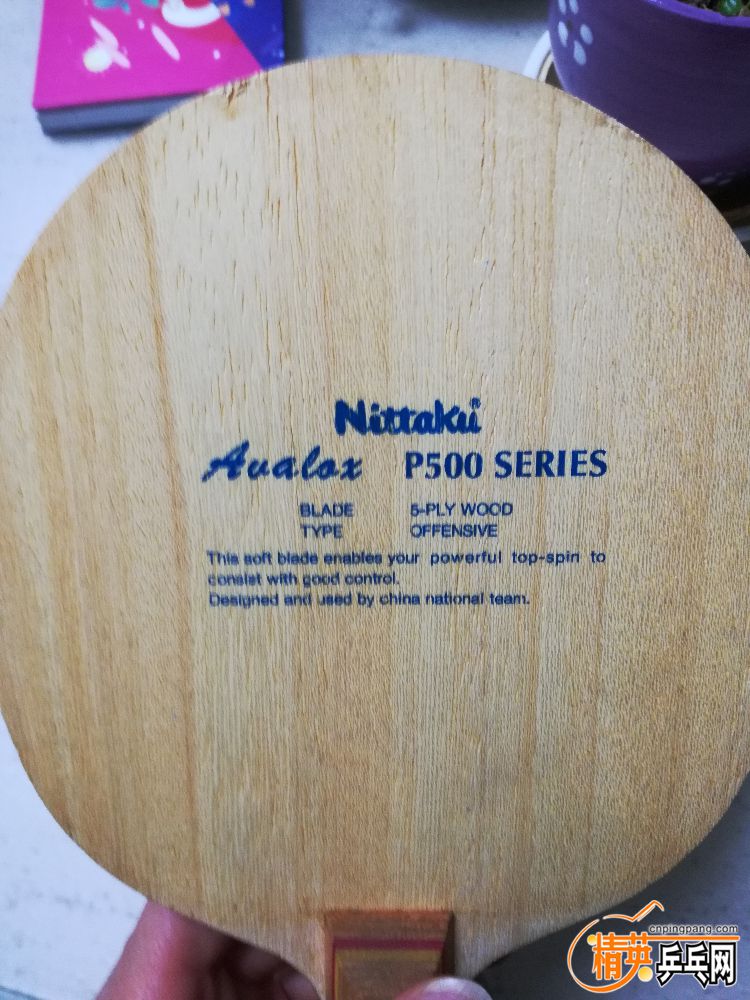 Nittaku®
Avalox P500 SERIES
BLADE 5-PLY WOOD
TYPE OFFENSIVE
This soft blade enables your powerful top-spin to
consist with good control.
Designed and used by china national team.
cnpingpang.com
精英乒乓网